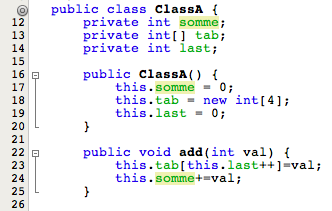 public class ClassA {
12 private int somme;
13 private int[] tab;
14 private int last;
15
16 public ClassA() {
17 this.somme = 0;
18 this.tab = new int[4];
19 this.last = 0;
20 }
21
22 public void add(int val) {
23 this.tab[this.last++]=val;
24 this.somme+=val;
25 }
26